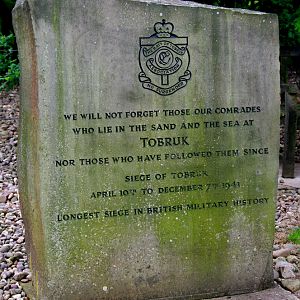 WE WILL NOT FORGET THOSE OUR COMRADES
WHO LIE IN THE SAND AND THE SEA AT
TOBRUK
NOR THOSE WHO HAVE FOLLOWED THEM SINCE
SIEGE OF TOBRUK
APRIL 10TH TO DECEMBER 7TH 1941
LONGEST SIEGE IN BRITISH MILITARY HISTORY